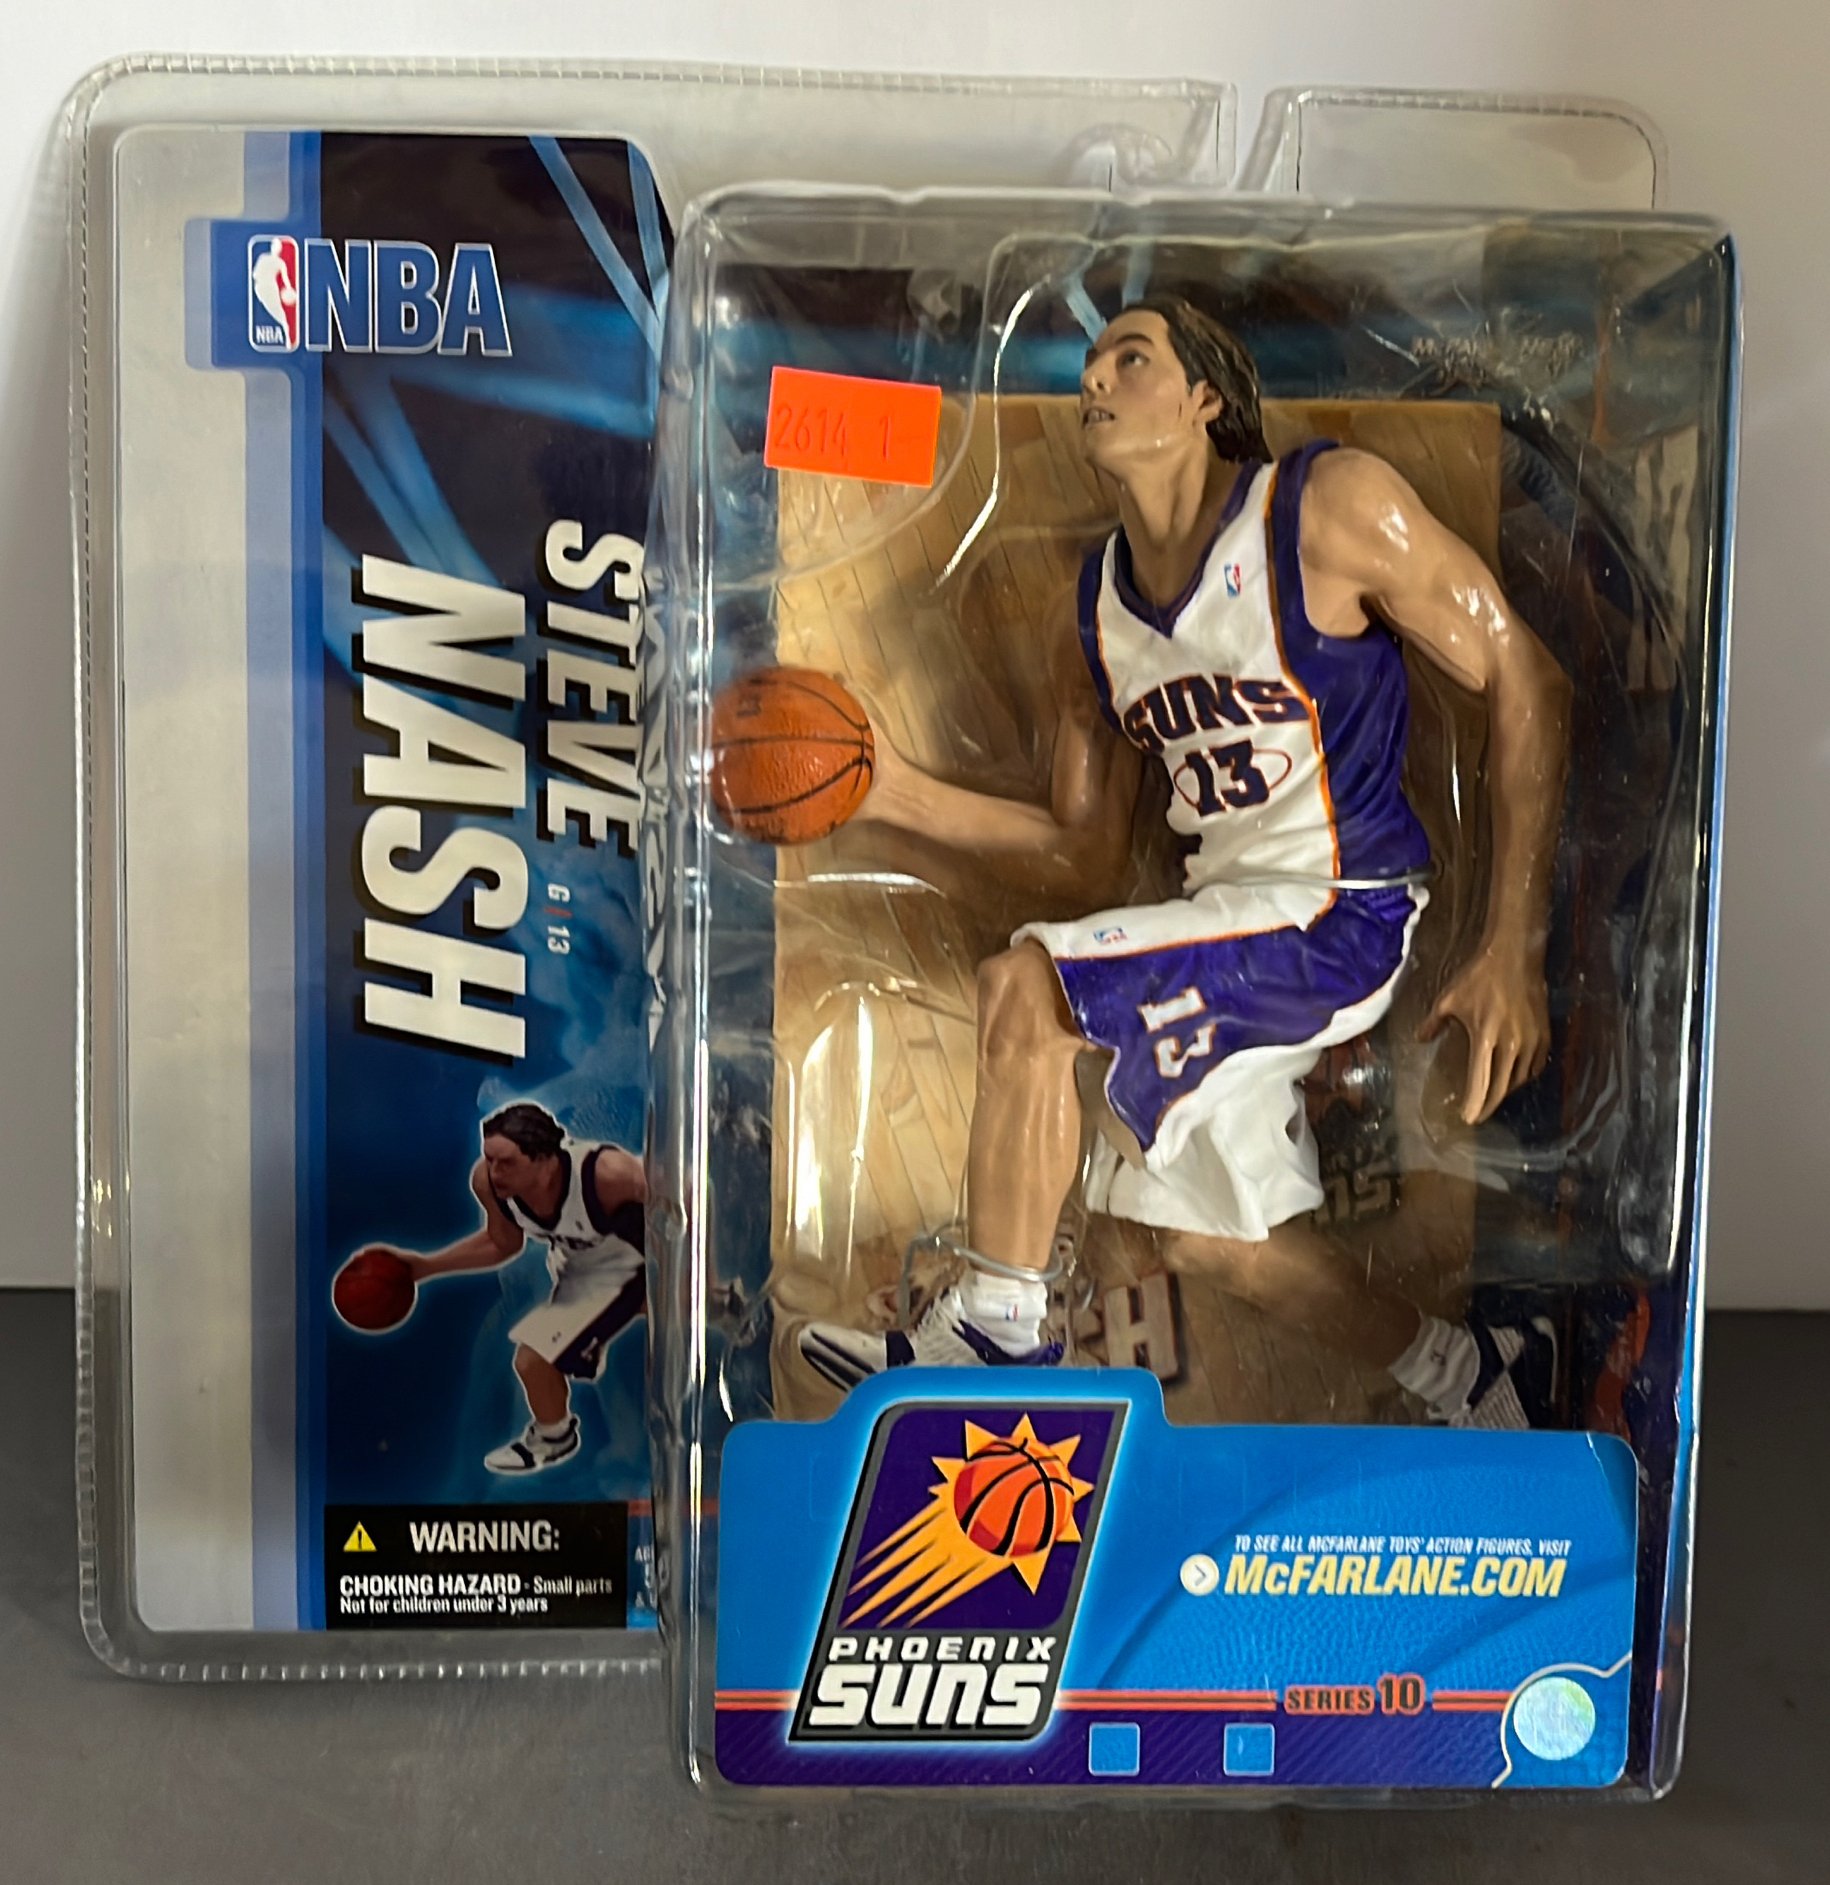 NBA
NBA
STEVE
NASH
G / 13
2614 1
SUNS
13
13
WARNING:
CHOKING HAZARD - Small parts
Not for children under 3 years
PHOENIX
SUNS
TO SEE ALL MCFARLANE TOYS' ACTION FIGURES, VISIT
MCFARLANE.COM
SERIES 10